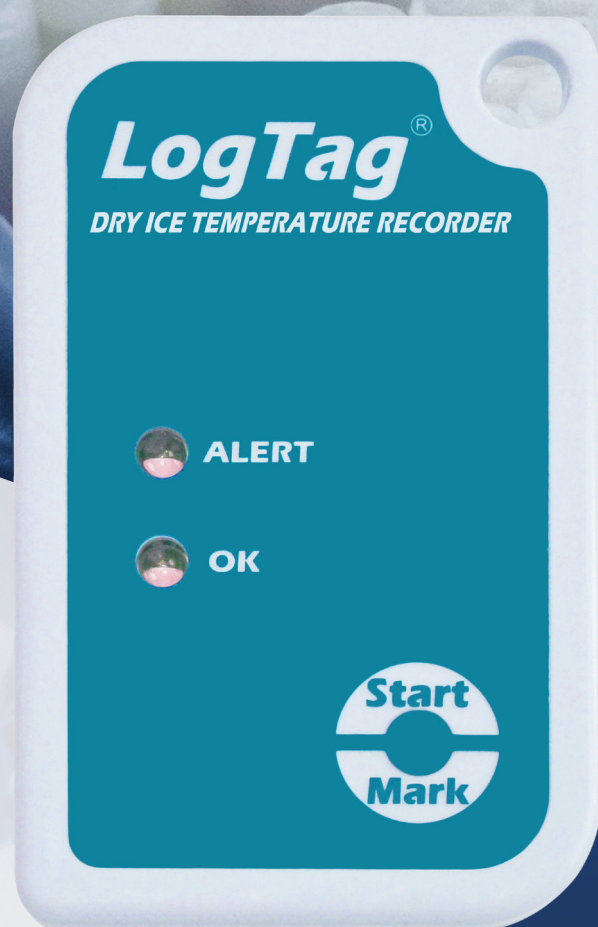 LogTag®
DRY ICE TEMPERATURE RECORDER
ALERT
OK
Start
Mark